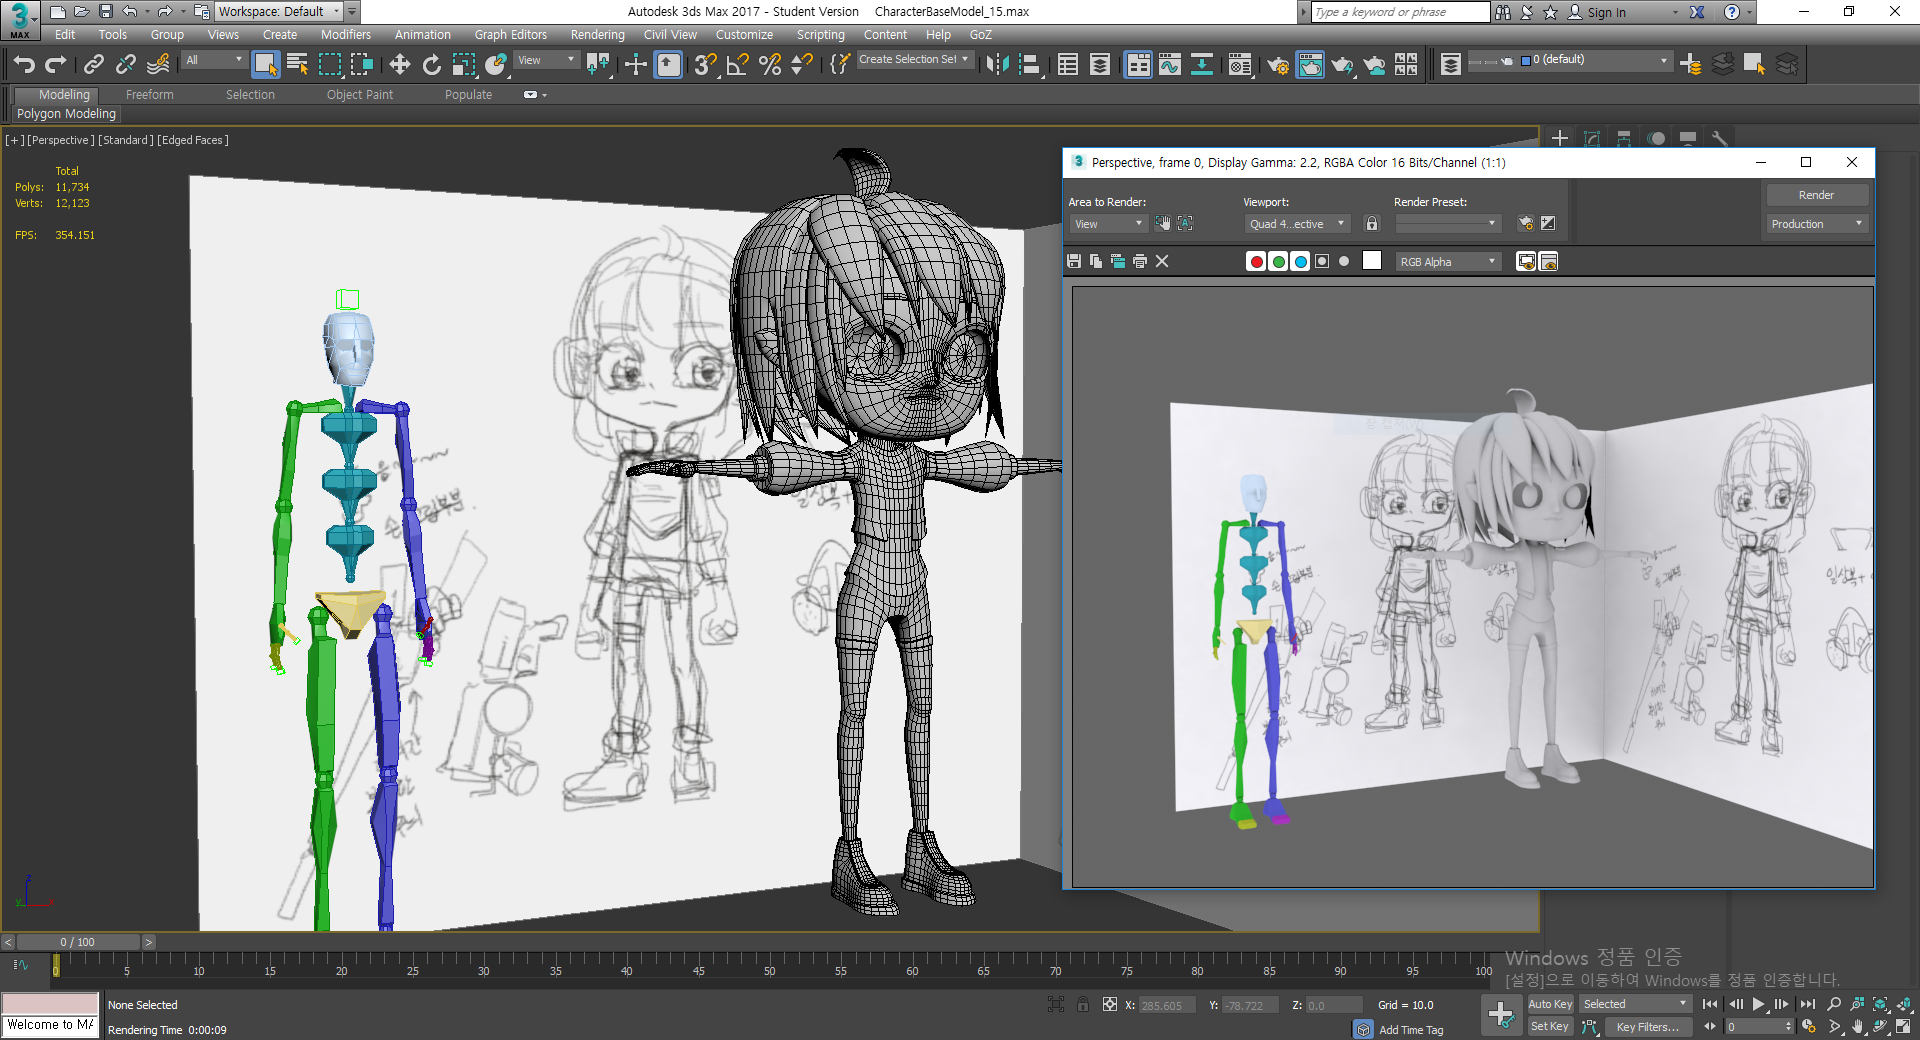 3 MAX
Workspace: Default
Autodesk 3ds Max 2017 - Student Version CharacterBaseModel_15.max
Type a keyword or phrase
Sign In
Edit Tools Group Views Create Modifiers Animation Graph Editors Rendering Civil View Customize Scripting Content Help GoZ
All
View
Create Selection Set
0 (default)
Modeling Freeform Selection Object Paint Populate
Polygon Modeling
[+] [Perspective] [Standard] [Edged Faces]
Total
Polys: 11,734
Verts: 12,123
FPS: 354.151
Perspective, frame 0, Display Gamma: 2.2, RGBA Color 16 Bits/Channel (1:1)
Area to Render:
View
Viewport:
Quad 4...ective
Render Preset:
Render
Production
RGB Alpha
일상복+
z
y
x
< 0 / 100 >
0 5 10 15 20 25 30 35 40 45 50 55 60 65 70 75 80 85 90 95 100
Windows 정품 인증
[설정]으로 이동하여 Windows를 정품 인증합니다.
Welcome to MA
None Selected
Rendering Time 0:00:09
X: 285.605 Y: -78.722 Z: 0.0 Grid = 10.0
Add Time Tag
Auto Key Selected
Set Key Key Filters...
0